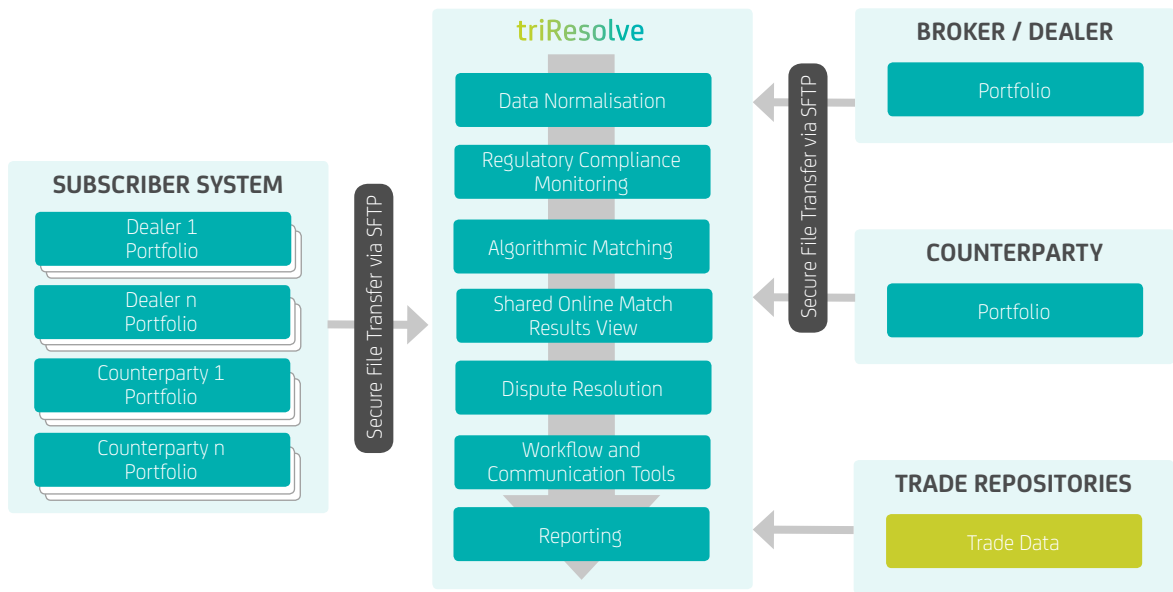 SUBSCRIBER SYSTEM
Dealer 1
Portfolio
Dealer n
Portfolio
Counterparty 1
Portfolio
Counterparty n
Portfolio
Secure File Transfer via SFTP
triResolve
Data Normalisation
Regulatory Compliance
Monitoring
Algorithmic Matching
Shared Online Match
Results View
Dispute Resolution
Workflow and
Communication Tools
Reporting
Secure File Transfer via SFTP
BROKER / DEALER
Portfolio
COUNTERPARTY
Portfolio
TRADE REPOSITORIES
Trade Data